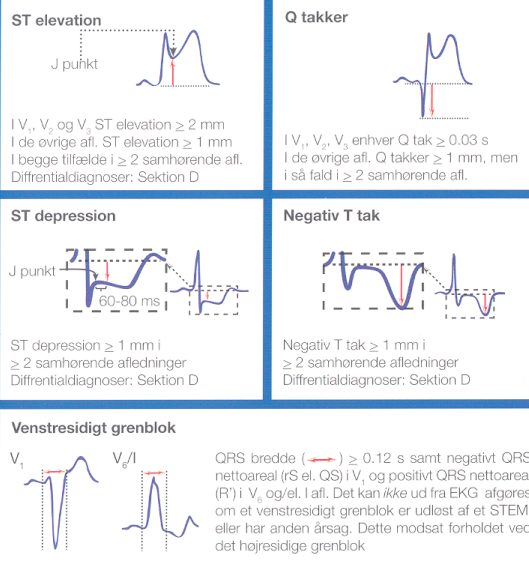 ST elevation
J punkt
I V1, V2 og V3 ST elevation ≥ 2 mm
I de øvrige afl. ST elevation ≥ 1 mm
I begge tilfælde i ≥ 2 samhørende afl.
Diffrentialdiagnoser: Sektion D
Q takker
I V1, V2, V3 enhver Q tak ≥ 0.03 s
I de øvrige afl. Q takker ≥ 1 mm, men
i så fald i ≥ 2 samhørende afl.
ST depression
J punkt
60-80 ms
ST depression ≥ 1 mm i
≥ 2 samhørende afledninger
Diffrentialdiagnoser: Sektion D
Negativ T tak
Negativ T tak ≥ 1 mm i
≥ 2 samhørende afledninger
Diffrentialdiagnoser: Sektion D
Venstresidigt grenblok
V1
V6/I
QRS bredde ( ↔ ) ≥ 0.12 s samt negativt QRS
nettoareal (rS el. QS) i V1 og positivt QRS nettoareal
(R') i V6 og/el. I afl. Det kan ikke ud fra EKG afgøres
om et venstresidigt grenblok er udløst af et STEMI
eller har anden årsag. Dette modsat forholdet ved
det højresidige grenblok